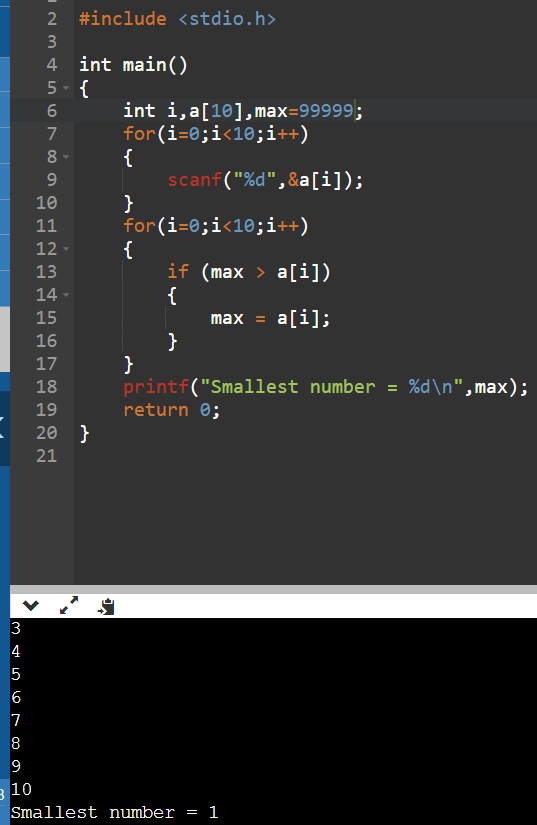 2 #include <stdio.h>
3
4 int main()
5 {
6 int i,a[10],max=99999;
7 for(i=0;i<10;i++)
8 {
9 scanf("%d",&a[i]);
10 }
11 for(i=0;i<10;i++)
12 {
13 if (max > a[i])
14 {
15 max = a[i];
16 }
17 }
18 printf("Smallest number = %d\n",max);
19 return 0;
20 }
21
3
4
5
6
7
8
9
10
Smallest number = 1